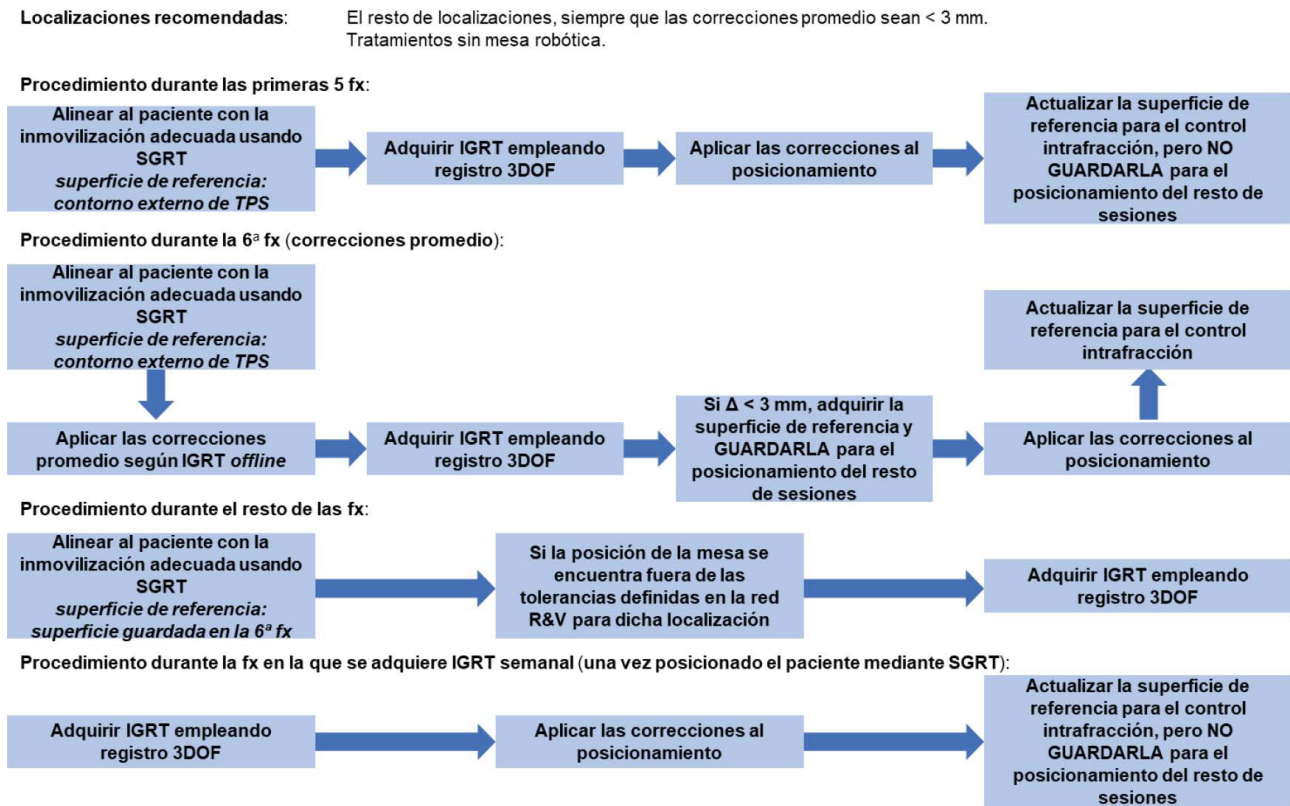 Localizaciones recomendadas: El resto de localizaciones, siempre que las correcciones promedio sean < 3 mm.
Tratamientos sin mesa robótica.
Procedimiento durante las primeras 5 fx:
Alinear al paciente con la
inmovilización adecuada usando
SGRT
superficie de referencia:
contorno externo de TPS
Adquirir IGRT empleando
registro 3DOF
Aplicar las correcciones al
posicionamiento
Actualizar la superficie de
referencia para el control
intrafracción, pero NO
GUARDARLA para el
posicionamiento del resto de
sesiones
Procedimiento durante la 6ª fx (correcciones promedio):
Alinear al paciente con la
inmovilización adecuada usando
SGRT
superficie de referencia:
contorno externo de TPS
Aplicar las correcciones
promedio según IGRT offline
Adquirir IGRT empleando
registro 3DOF
Si Δ < 3 mm, adquirir la
superficie de referencia y
GUARDARLA para el
posicionamiento del resto
de sesiones
Aplicar las correcciones al
posicionamiento
Actualizar la superficie de
referencia para el control
intrafracción
Procedimiento durante el resto de las fx:
Alinear al paciente con la
inmovilización adecuada usando
SGRT
superficie de referencia:
superficie guardada en la 6ª fx
Si la posición de la mesa se
encuentra fuera de las
tolerancias definidas en la red
R&V para dicha localización
Adquirir IGRT empleando
registro 3DOF
Procedimiento durante la fx en la que se adquiere IGRT semanal (una vez posicionado el paciente mediante SGRT):
Adquirir IGRT empleando
registro 3DOF
Aplicar las correcciones al
posicionamiento
Actualizar la superficie de
referencia para el control
intrafracción, pero NO
GUARDARLA para el
posicionamiento del resto de
sesiones